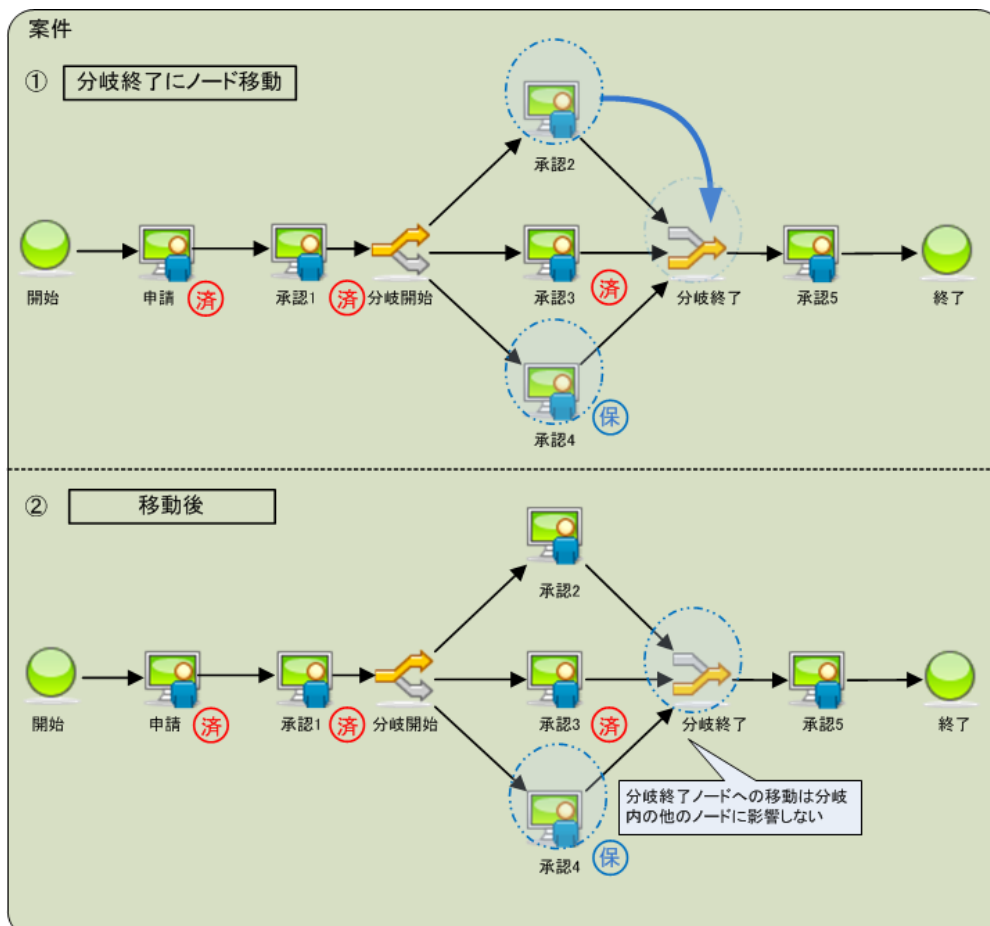 案件
① 分岐終了にノード移動
承認2
開始
申請
済
承認1
済
分岐開始
承認3
済
分岐終了
承認5
終了
承認4
保
② 移動後
承認2
開始
申請
済
承認1
済
分岐開始
承認3
済
分岐終了
承認5
終了
分岐終了ノードへの移動は分岐
内の他のノードに影響しない
承認4
保